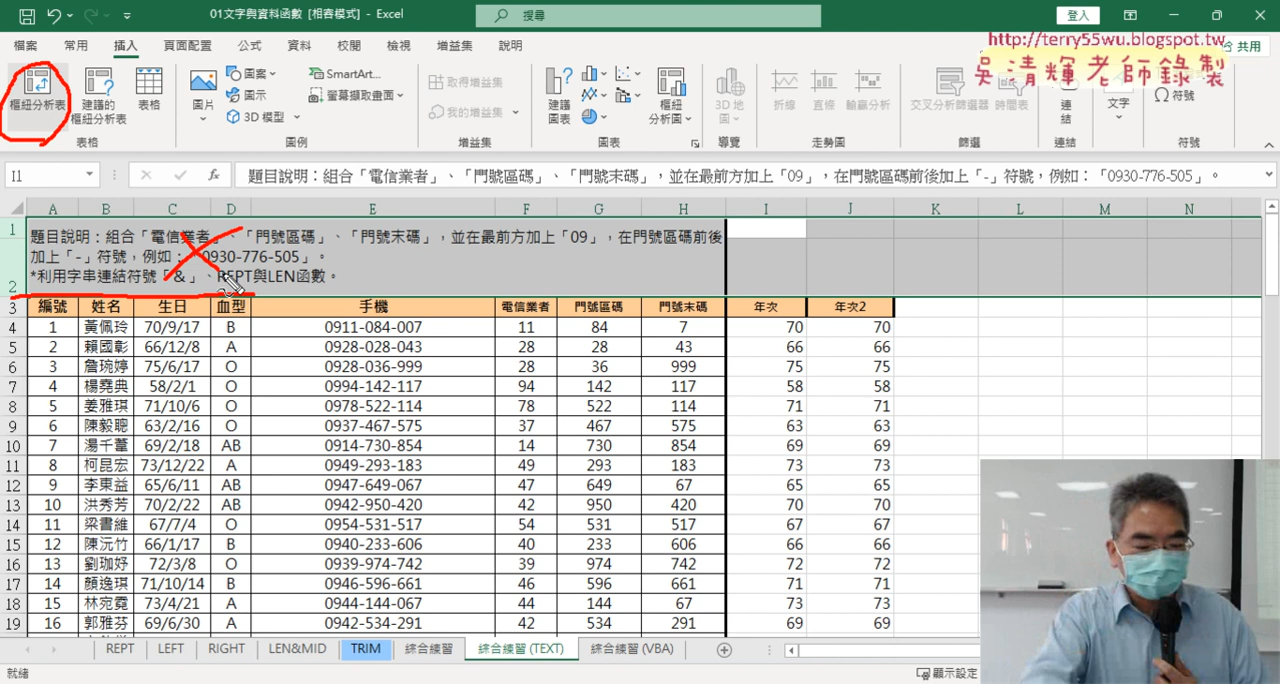 01文字與資料函數 [相容模式] - Excel
搜尋
登入
http://terry55wu.blogspot.tw
吳清輝老師錄製
檔案 常用 插入 頁面配置 公式 資料 校閱 檢視 增益集 說明 共用
樞紐分析表 建議的樞紐分析表 表格 圖片 圖案 圖示 3D 模型 SmartArt... 螢幕擷取畫面 取得增益集 我的增益集 建議圖表 樞紐分析圖 3D 地圖 折線 直條 輸贏分析 交叉分析篩選器 時間表 連結 文字 符號
表格 圖例 增益集 圖表 導覽 走勢圖 篩選 連結 符號
I1 fx 題目說明：組合「電信業者」、「門號區碼」、「門號末碼」，並在最前方加上「09」，在門號區碼前後加上「-」符號，例如：「0930-776-505」。
A B C D E F G H I J K L M N
1 題目說明：組合「電信業者」、「門號區碼」、「門號末碼」，並在最前方加上「09」，在門號區碼前後
加上「-」符號，例如：「0930-776-505」。
2 *利用字串連結符號「&」、REPT與LEN函數。
3 編號 姓名 生日 血型 手機 電信業者 門號區碼 門號末碼 年次 年次2
4 1 黃佩玲 70/9/17 B 0911-084-007 11 84 7 70 70
5 2 賴國彰 66/12/8 A 0928-028-043 28 28 43 66 66
6 3 詹琬婷 75/6/17 O 0928-036-999 28 36 999 75 75
7 4 楊堯典 58/2/1 O 0994-142-117 94 142 117 58 58
8 5 姜雅琪 71/10/6 O 0978-522-114 78 522 114 71 71
9 6 陳毅聰 63/2/16 O 0937-467-575 37 467 575 63 63
10 7 湯千葦 69/2/18 AB 0914-730-854 14 730 854 69 69
11 8 柯昆宏 73/12/22 A 0949-293-183 49 293 183 73 73
12 9 李東益 65/6/11 AB 0947-649-067 47 649 67 65 65
13 10 洪秀芳 70/2/22 AB 0942-950-420 42 950 420 70 70
14 11 梁書維 67/7/4 O 0954-531-517 54 531 517 67 67
15 12 陳沅竹 66/1/17 B 0940-233-606 40 233 606 66 66
16 13 劉珈妤 72/3/8 O 0939-974-742 39 974 742 72 72
17 14 顏逸琪 71/10/14 B 0946-596-661 46 596 661 71 71
18 15 林宛霓 73/4/21 A 0944-144-067 44 144 67 73 73
19 16 郭雅芬 69/6/30 A 0942-534-291 42 534 291 69 69
REPT LEFT RIGHT LEN&MID TRIM 綜合練習 綜合練習 (TEXT) 綜合練習 (VBA)
就緒 顯示設定